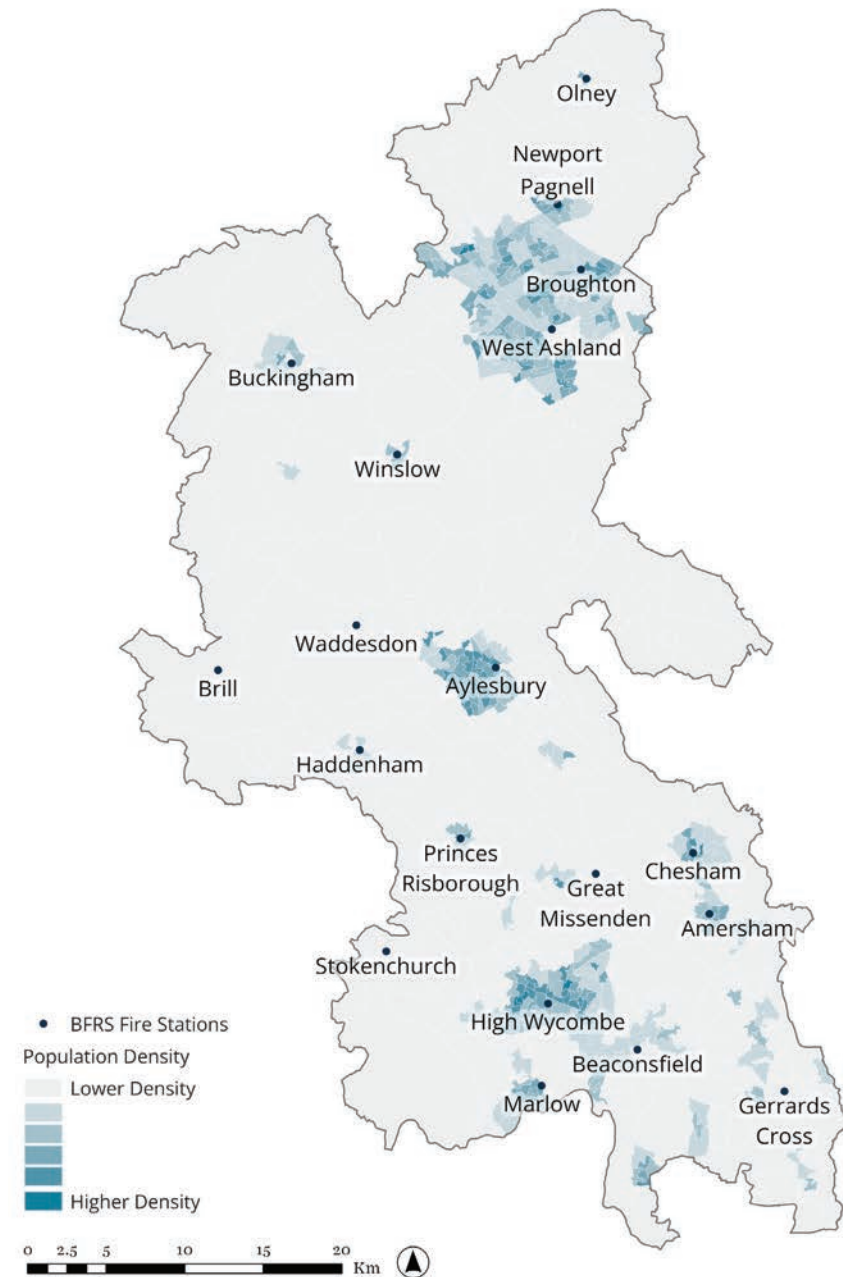 Olney
Newport
Pagnell
Broughton
West Ashland
Buckingham
Winslow
Waddesdon
Aylesbury
Brill
Haddenham
Princes
Risborough
Great
Missenden
Chesham
Amersham
Stokenchurch
High Wycombe
Beaconsfield
Marlow
Gerrards
Cross
BFRS Fire Stations
Population Density
Lower Density
Higher Density
0 2.5 5 10 15 20
Km